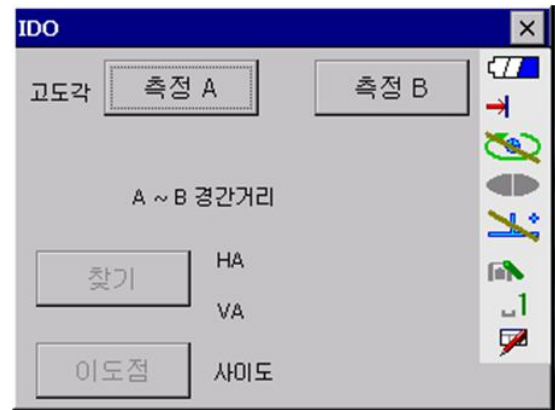 IDO
고도각 측정 A 측정 B
A ~ B 경간거리
찾기 HA
VA
이도점 사이도
1